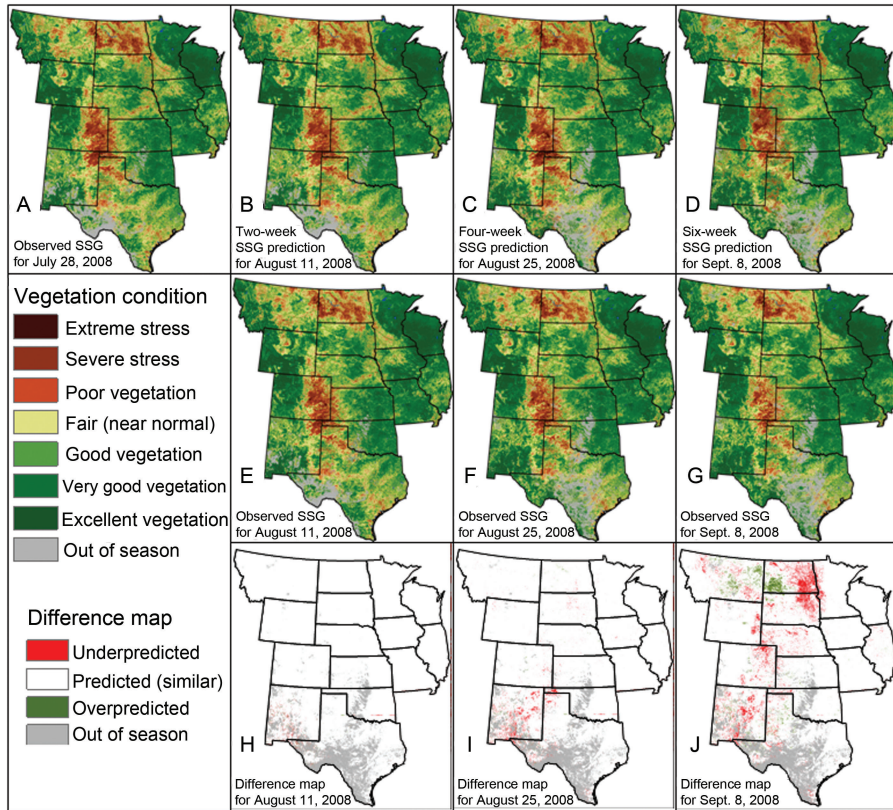 A
Observed SSG
for July 28, 2008
B
Two-week
SSG prediction
for August 11, 2008
C
Four-week
SSG prediction
for August 25, 2008
D
Six-week
SSG prediction
for Sept. 8, 2008
Vegetation condition
Extreme stress
Severe stress
Poor vegetation
Fair (near normal)
Good vegetation
Very good vegetation
Excellent vegetation
Out of season
E
Observed SSG
for August 11, 2008
F
Observed SSG
for August 25, 2008
G
Observed SSG
for Sept. 8, 2008
Difference map
Underpredicted
Predicted (similar)
Overpredicted
Out of season
H
Difference map
for August 11, 2008
I
Difference map
for August 25, 2008
J
Difference map
for Sept. 8, 2008